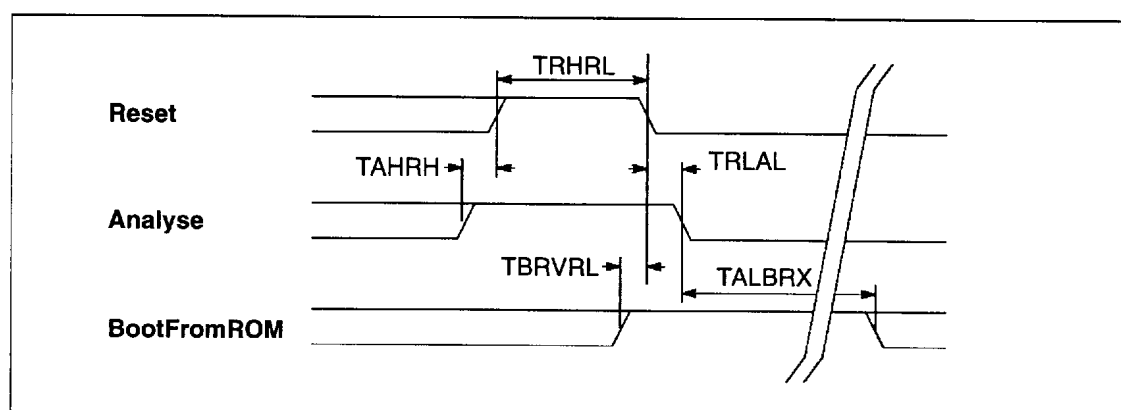 TRHRL
Reset
TAHRH
TRLAL
Analyse
TBRVRL
TALBRX
BootFromROM